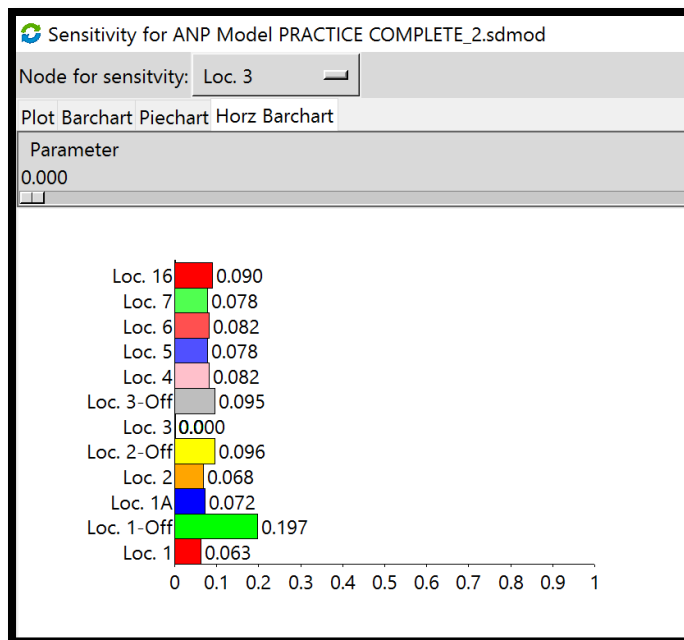 Sensitivity for ANP Model PRACTICE COMPLETE_2.sdmod
Node for sensitvity: Loc. 3
Plot Barchart Piechart Horz Barchart
Parameter
0.000
Loc. 16 0.090
Loc. 7 0.078
Loc. 6 0.082
Loc. 5 0.078
Loc. 4 0.082
Loc. 3-Off 0.095
Loc. 3 0.000
Loc. 2-Off 0.096
Loc. 2 0.068
Loc. 1A 0.072
Loc. 1-Off 0.197
Loc. 1 0.063
0 0.1 0.2 0.3 0.4 0.5 0.6 0.7 0.8 0.9 1